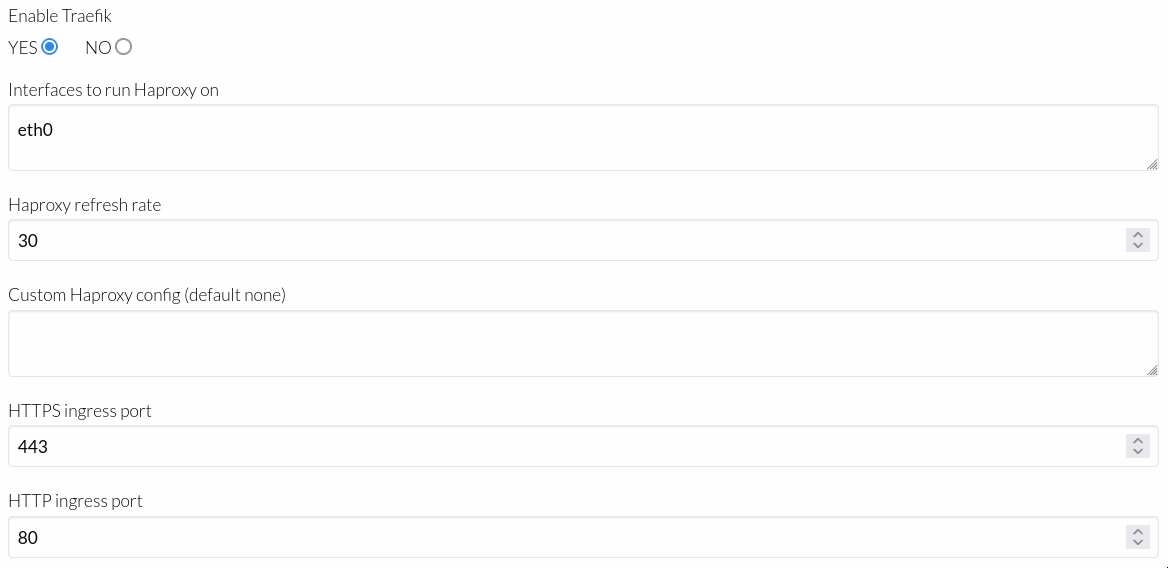 Enable Traefik
YES NO
Interfaces to run Haproxy on
eth0
Haproxy refresh rate
30
Custom Haproxy config (default none)
HTTPS ingress port
443
HTTP ingress port
80